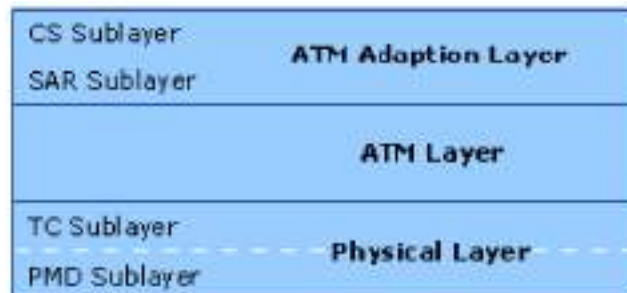 CS Sublayer
ATM Adaption Layer
SAR Sublayer
ATM Layer
TC Sublayer
Physical Layer
PMD Sublayer